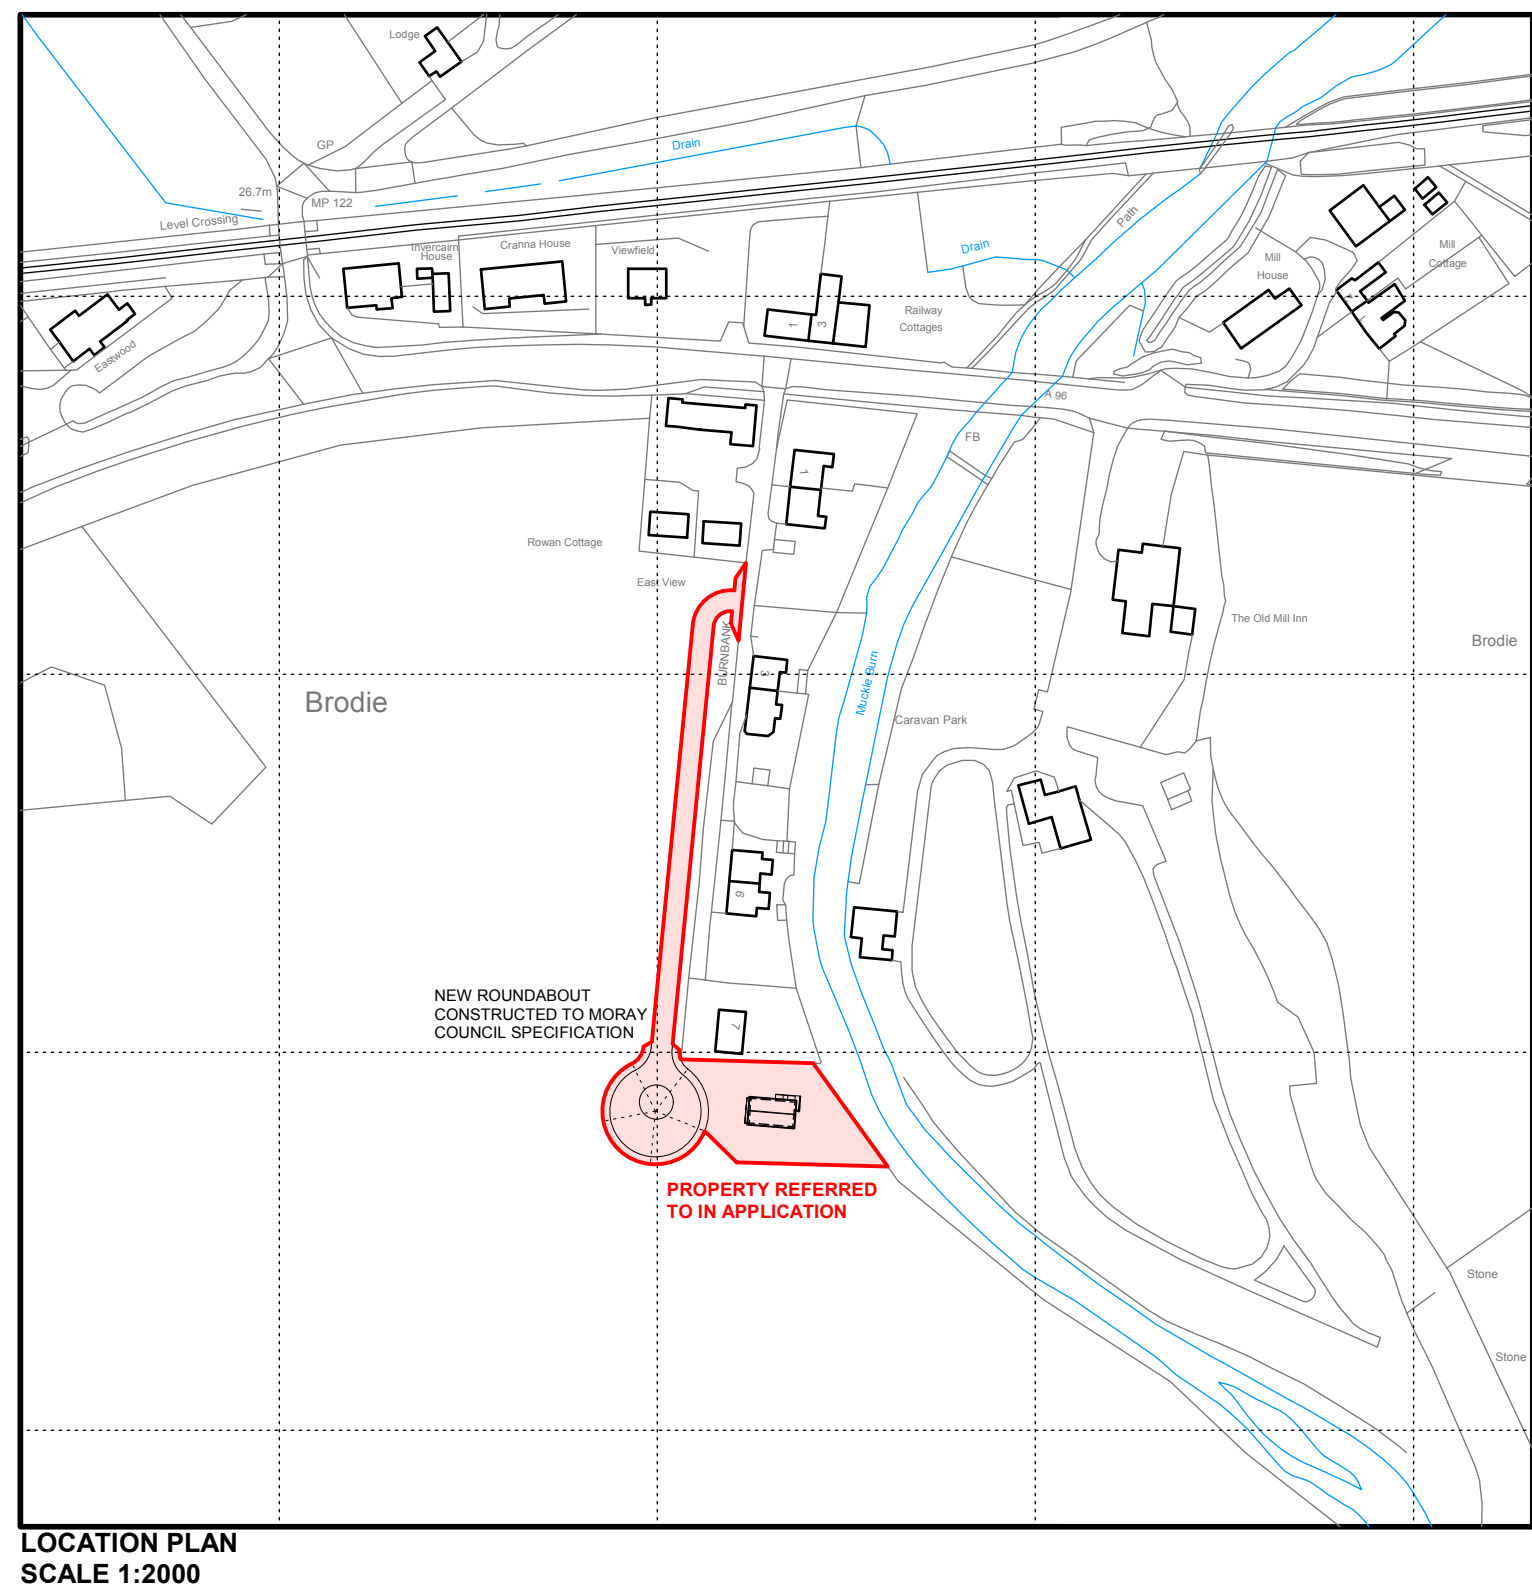 Lodge
GP
Drain
26.7m
MP 122
Level Crossing
Invercairn
House
Cranna House
Viewfield
Path
Drain
Mill
House
Mill
Cottage
Eastwood
1
3
Railway
Cottages
A 96
FB
1
Rowan Cottage
East View
BURNBANK
The Old Mill Inn
Brodie
Brodie
3
Muckle Burn
Caravan Park
6
NEW ROUNDABOUT
CONSTRUCTED TO MORAY
COUNCIL SPECIFICATION
7
PROPERTY REFERRED
TO IN APPLICATION
Stone
Stone
LOCATION PLAN
SCALE 1:2000